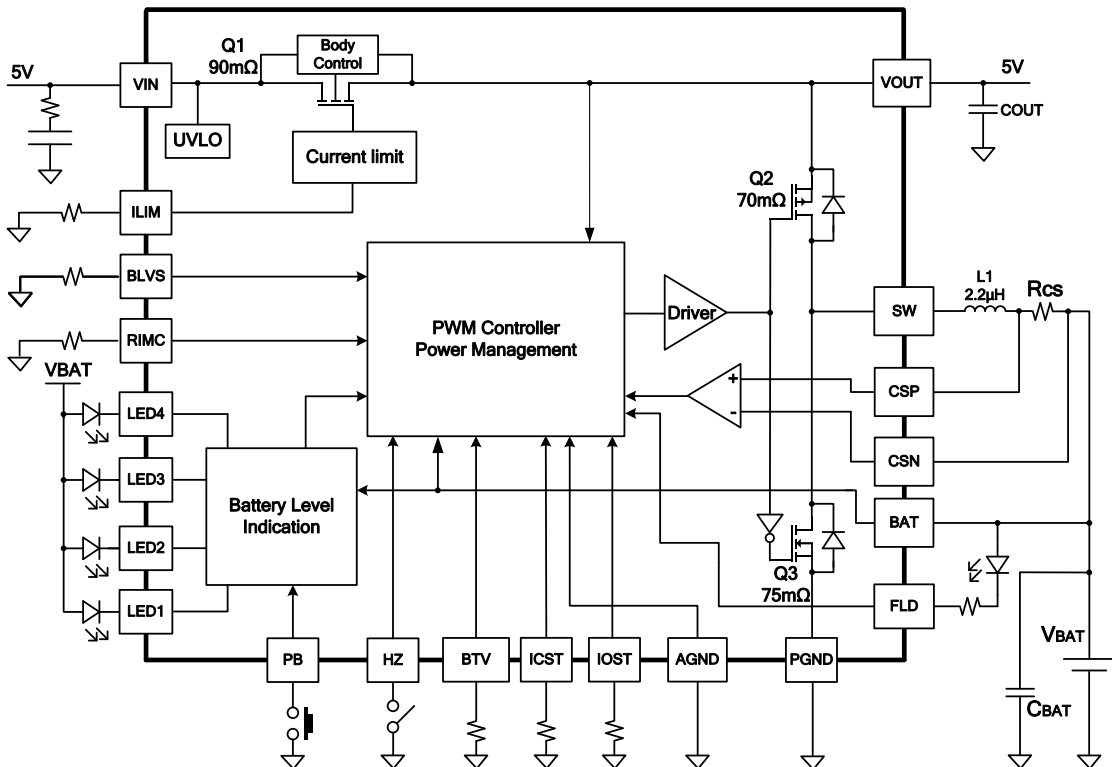 Q1
90mΩ
Body
Control
5V
VIN
VOUT
5V
COUT
UVLO
Current limit
Q2
70mΩ
ILIM
BLVS
L1
2.2µH
RCS
PWM Controller
Power Management
Driver
SW
RIMC
VBAT
+
CSP
LED4
-
CSN
LED3
Battery Level
Indication
BAT
LED2
Q3
75mΩ
FLD
LED1
VBAT
PB
HZ
BTV
ICST
IOST
AGND
PGND
CBAT